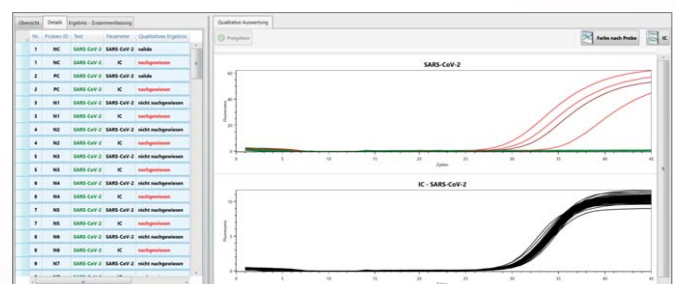 Übersicht Details Ergebnis - Zusammenfassung
Nr. Proben-ID Test Parameter Qualitatives Ergebnis
1 NC SARS-CoV-2 SARS-CoV-2 valide
1 NC SARS-CoV-2 IC nachgewiesen
2 PC SARS-CoV-2 SARS-CoV-2 valide
2 PC SARS-CoV-2 IC nachgewiesen
3 N1 SARS-CoV-2 SARS-CoV-2 nicht nachgewiesen
3 N1 SARS-CoV-2 IC nachgewiesen
4 N2 SARS-CoV-2 SARS-CoV-2 nicht nachgewiesen
4 N2 SARS-CoV-2 IC nachgewiesen
5 N3 SARS-CoV-2 SARS-CoV-2 nicht nachgewiesen
5 N3 SARS-CoV-2 IC nachgewiesen
6 N4 SARS-CoV-2 SARS-CoV-2 nicht nachgewiesen
6 N4 SARS-CoV-2 IC nachgewiesen
7 N5 SARS-CoV-2 SARS-CoV-2 nicht nachgewiesen
7 N5 SARS-CoV-2 IC nachgewiesen
8 N6 SARS-CoV-2 SARS-CoV-2 nicht nachgewiesen
8 N6 SARS-CoV-2 IC nachgewiesen
9 N7 SARS-CoV-2 SARS-CoV-2 nicht nachgewiesen
Qualitative Auswertung
Freigeben
Farbe nach Probe IC
SARS-CoV-2
60
40
20
0
Fluoreszenz
0 5 10 15 20 25 30 35 40 45
Zyklen
IC - SARS-CoV-2
10
5
0
Fluoreszenz
0 5 10 15 20 25 30 35 40 45
Zyklen